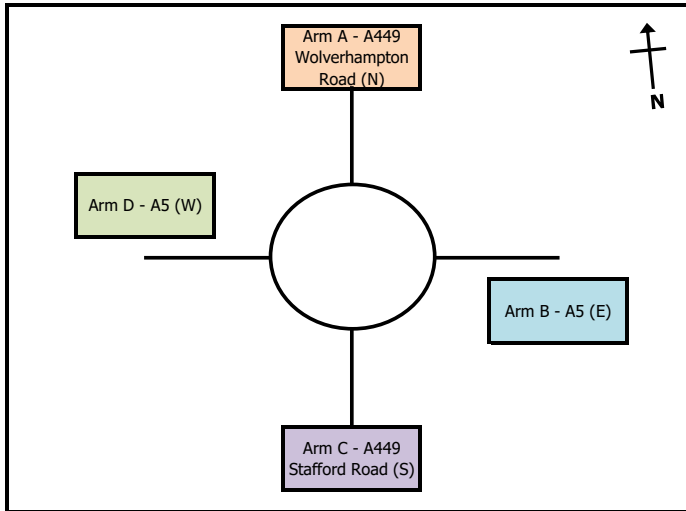 Arm A - A449
Wolverhampton
Road (N)
N
Arm D - A5 (W)
Arm B - A5 (E)
Arm C - A449
Stafford Road (S)